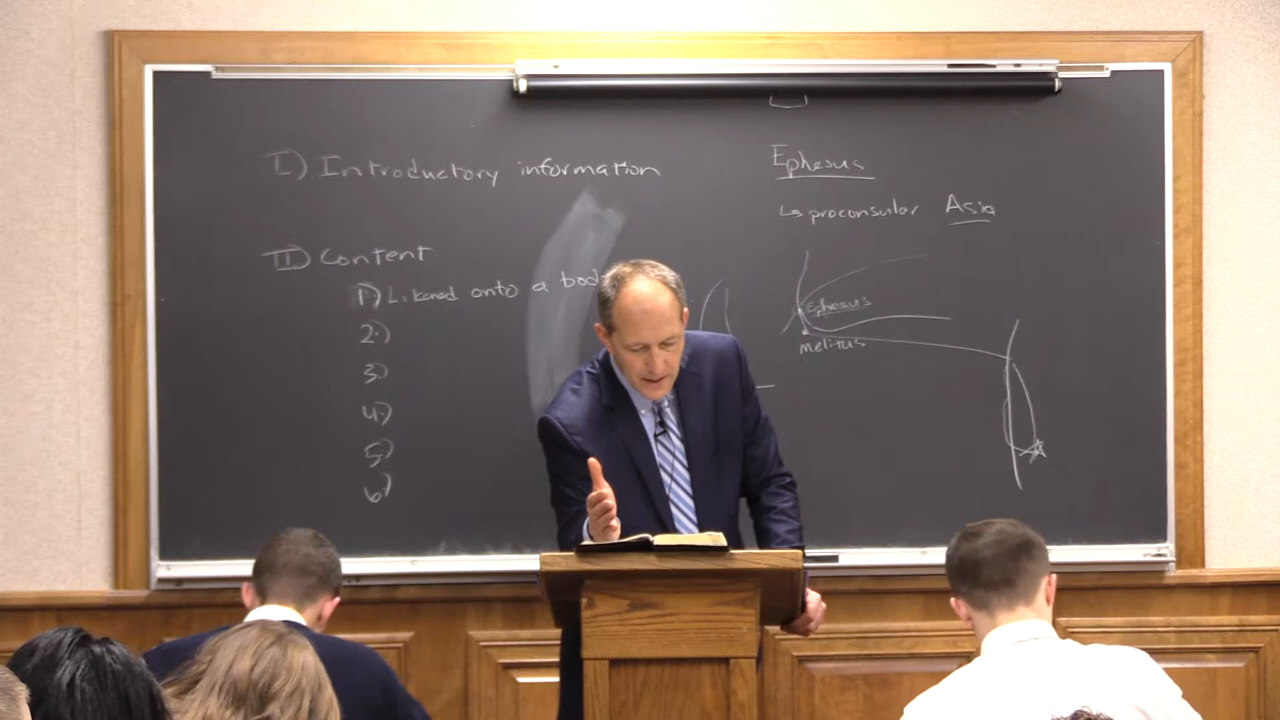 I) Introductory information
II) Content
1) Likened onto a bod
2)
3)
4)
5)
6)
Ephesus
↳ proconsular Asia
Ephesus
melitus